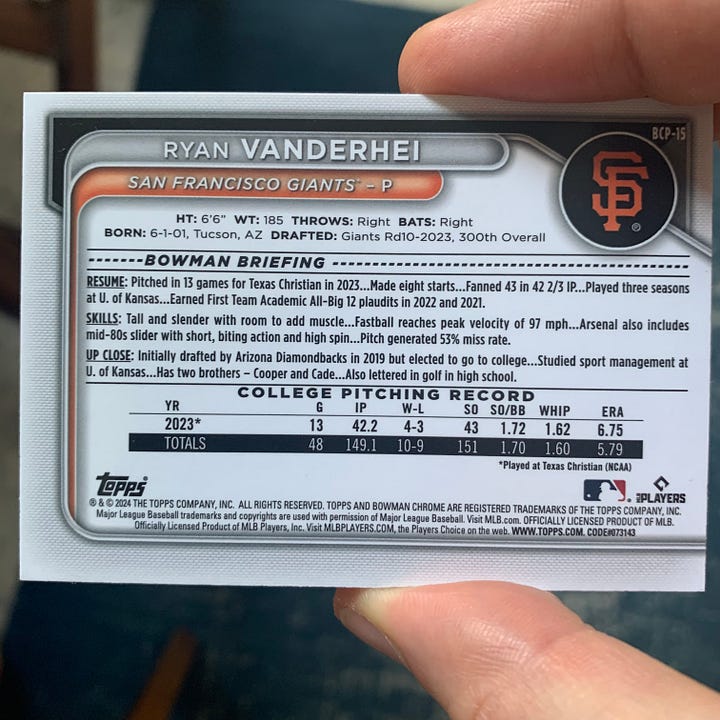 BCP-15
RYAN VANDERHEI
SAN FRANCISCO GIANTS™ – P
SF®
HT: 6'6" WT: 185 THROWS: Right BATS: Right
BORN: 6-1-01, Tucson, AZ DRAFTED: Giants Rd10-2023, 300th Overall
BOWMAN BRIEFING
RESUME: Pitched in 13 games for Texas Christian in 2023...Made eight starts...Fanned 43 in 42 2/3 IP...Played three seasons
at U. of Kansas...Earned First Team Academic All-Big 12 plaudits in 2022 and 2021.
SKILLS: Tall and slender with room to add muscle...Fastball reaches peak velocity of 97 mph...Arsenal also includes
mid-80s slider with short, biting action and high spin...Pitch generated 53% miss rate.
UP CLOSE: Initially drafted by Arizona Diamondbacks in 2019 but elected to go to college...Studied sport management at
U. of Kansas...Has two brothers – Cooper and Cade...Also lettered in golf in high school.
COLLEGE PITCHING RECORD
YR G IP W-L SO SO/BB WHIP ERA
2023* 13 42.2 4-3 43 1.72 1.62 6.75
TOTALS 48 149.1 10-9 151 1.70 1.60 5.79
*Played at Texas Christian (NCAA)
Topps PLAYERS
® & © 2024 THE TOPPS COMPANY, INC. ALL RIGHTS RESERVED. TOPPS AND BOWMAN CHROME ARE REGISTERED TRADEMARKS OF THE TOPPS COMPANY, INC.
Major League Baseball trademarks and copyrights are used with permission of Major League Baseball. Visit MLB.com. OFFICIALLY LICENSED PRODUCT OF MLB.
Officially Licensed Product of MLB Players, Inc. Visit MLBPLAYERS.COM, the Players Choice on the web. WWW.TOPPS.COM. CODE#073143